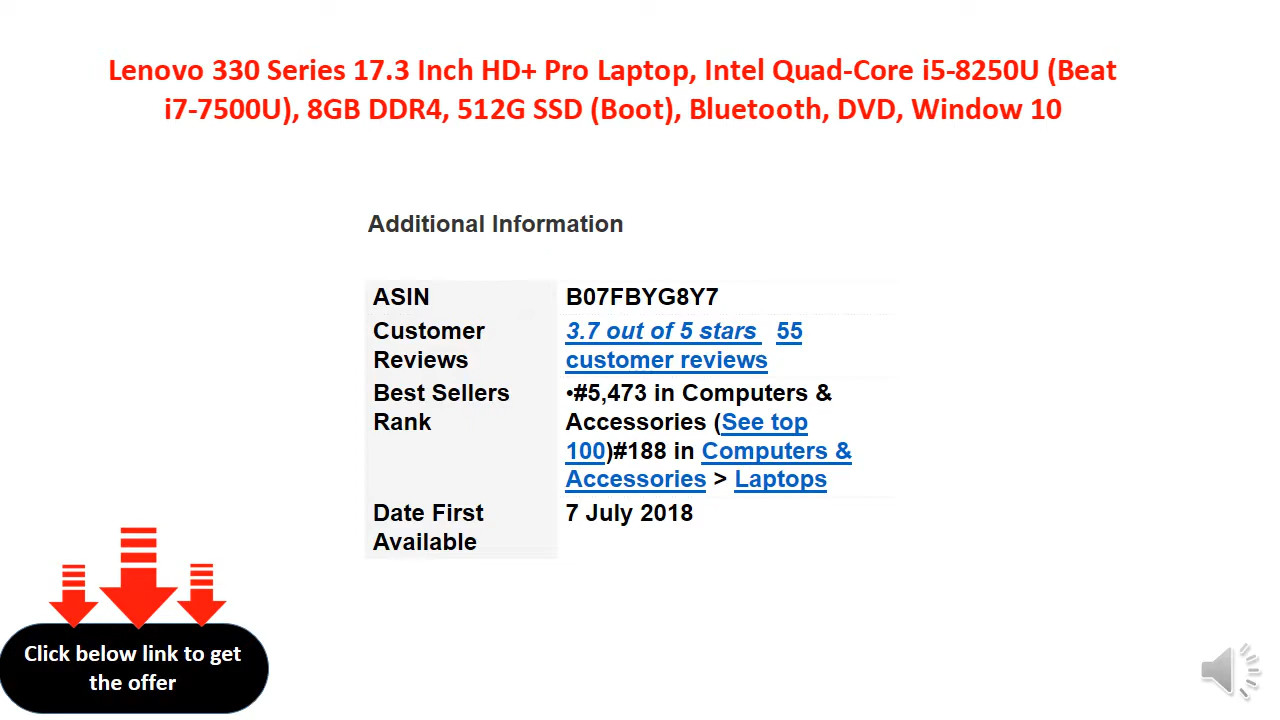 Lenovo 330 Series 17.3 Inch HD+ Pro Laptop, Intel Quad-Core i5-8250U (Beat
i7-7500U), 8GB DDR4, 512G SSD (Boot), Bluetooth, DVD, Window 10
Additional Information
ASIN B07FBYG8Y7
Customer Reviews 3.7 out of 5 stars 55
customer reviews
Best Sellers Rank •#5,473 in Computers &
Accessories (See top
100)#188 in Computers &
Accessories > Laptops
Date First Available 7 July 2018
Click below link to get
the offer